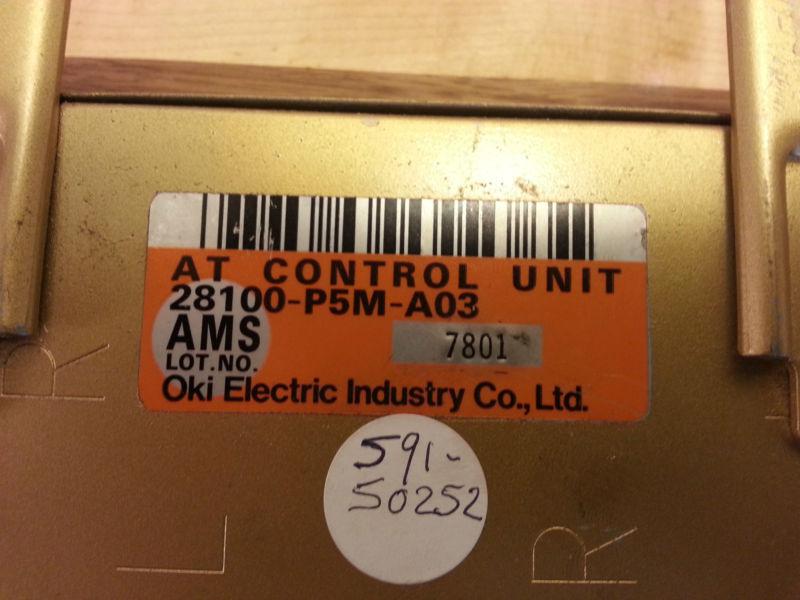 AT CONTROL UNIT
28100-P5M-A03
AMS
7801
LOT.NO.
Oki Electric Industry Co.,Ltd.
591-
50252
R
L
R